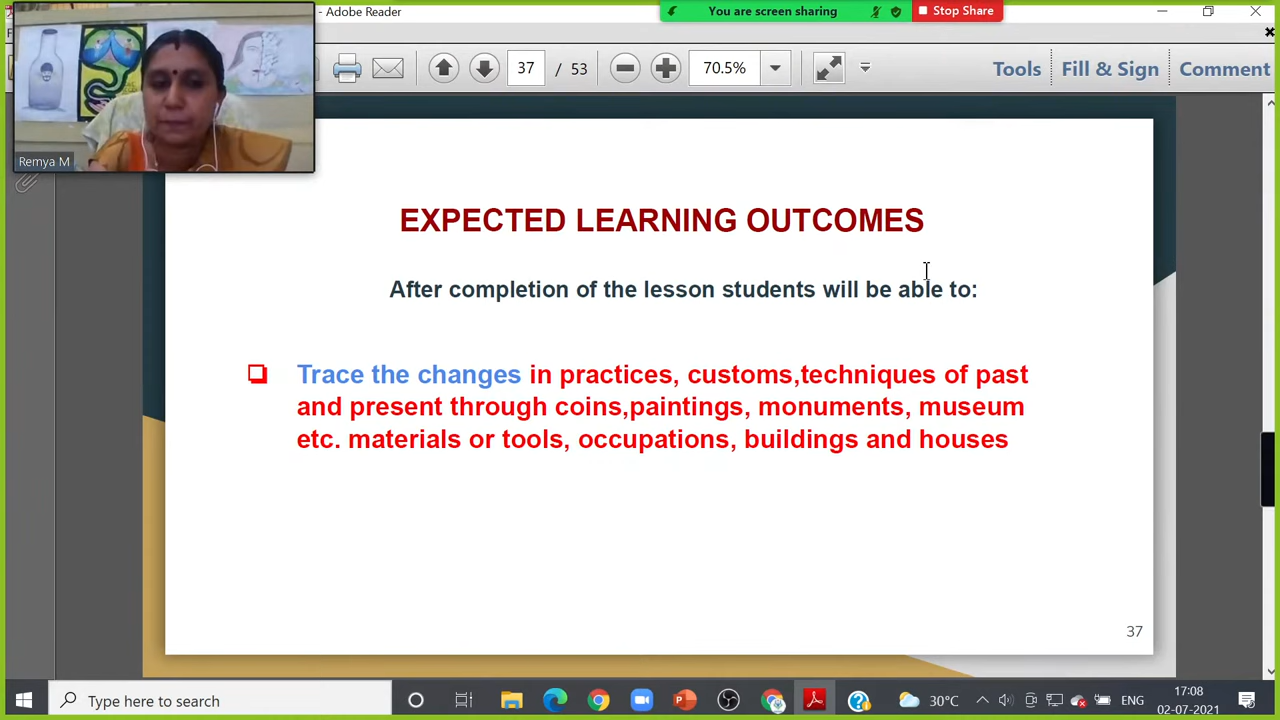 - Adobe Reader
You are screen sharing
Stop Share
37 / 53
70.5%
Tools
Fill & Sign
Comment
Remya M
EXPECTED LEARNING OUTCOMES
After completion of the lesson students will be able to:
Trace the changes in practices, customs,techniques of past
and present through coins,paintings, monuments, museum
etc. materials or tools, occupations, buildings and houses
37
Type here to search
30°C
ENG
17:08
02-07-2021